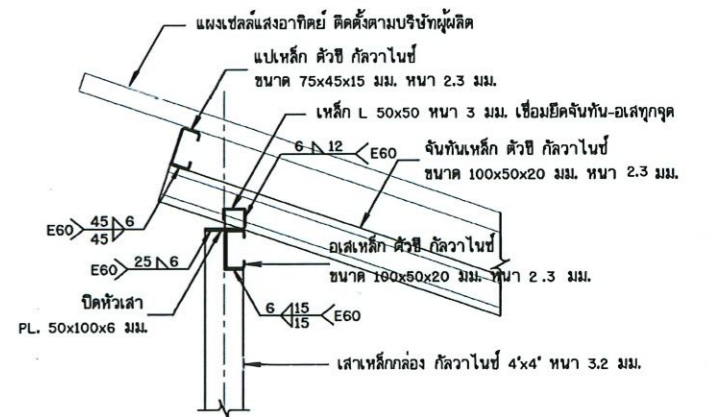 แผงเซลล์แสงอาทิตย์ ติดตั้งตามบริษัทผู้ผลิต
แปเหล็ก ตัวซี กัลวาไนซ์
ขนาด 75x45x15 มม. หนา 2.3 มม.
เหล็ก L 50x50 หนา 3 มม. เชื่อมยึดจันทัน-อเสทุกจุด
6 12 E60
จันทันเหล็ก ตัวซี กัลวาไนซ์
ขนาด 100x50x20 มม. หนา 2.3 มม.
E60 45 6
45
อเสเหล็ก ตัวซี กัลวาไนซ์
E60 25 6
ขนาด 100x50x20 มม. หนา 2.3 มม.
ปิดหัวเสา
PL. 50x100x6 มม.
6 15 E60
15
เสาเหล็กกล่อง กัลวาไนซ์ 4"x4" หนา 3.2 มม.